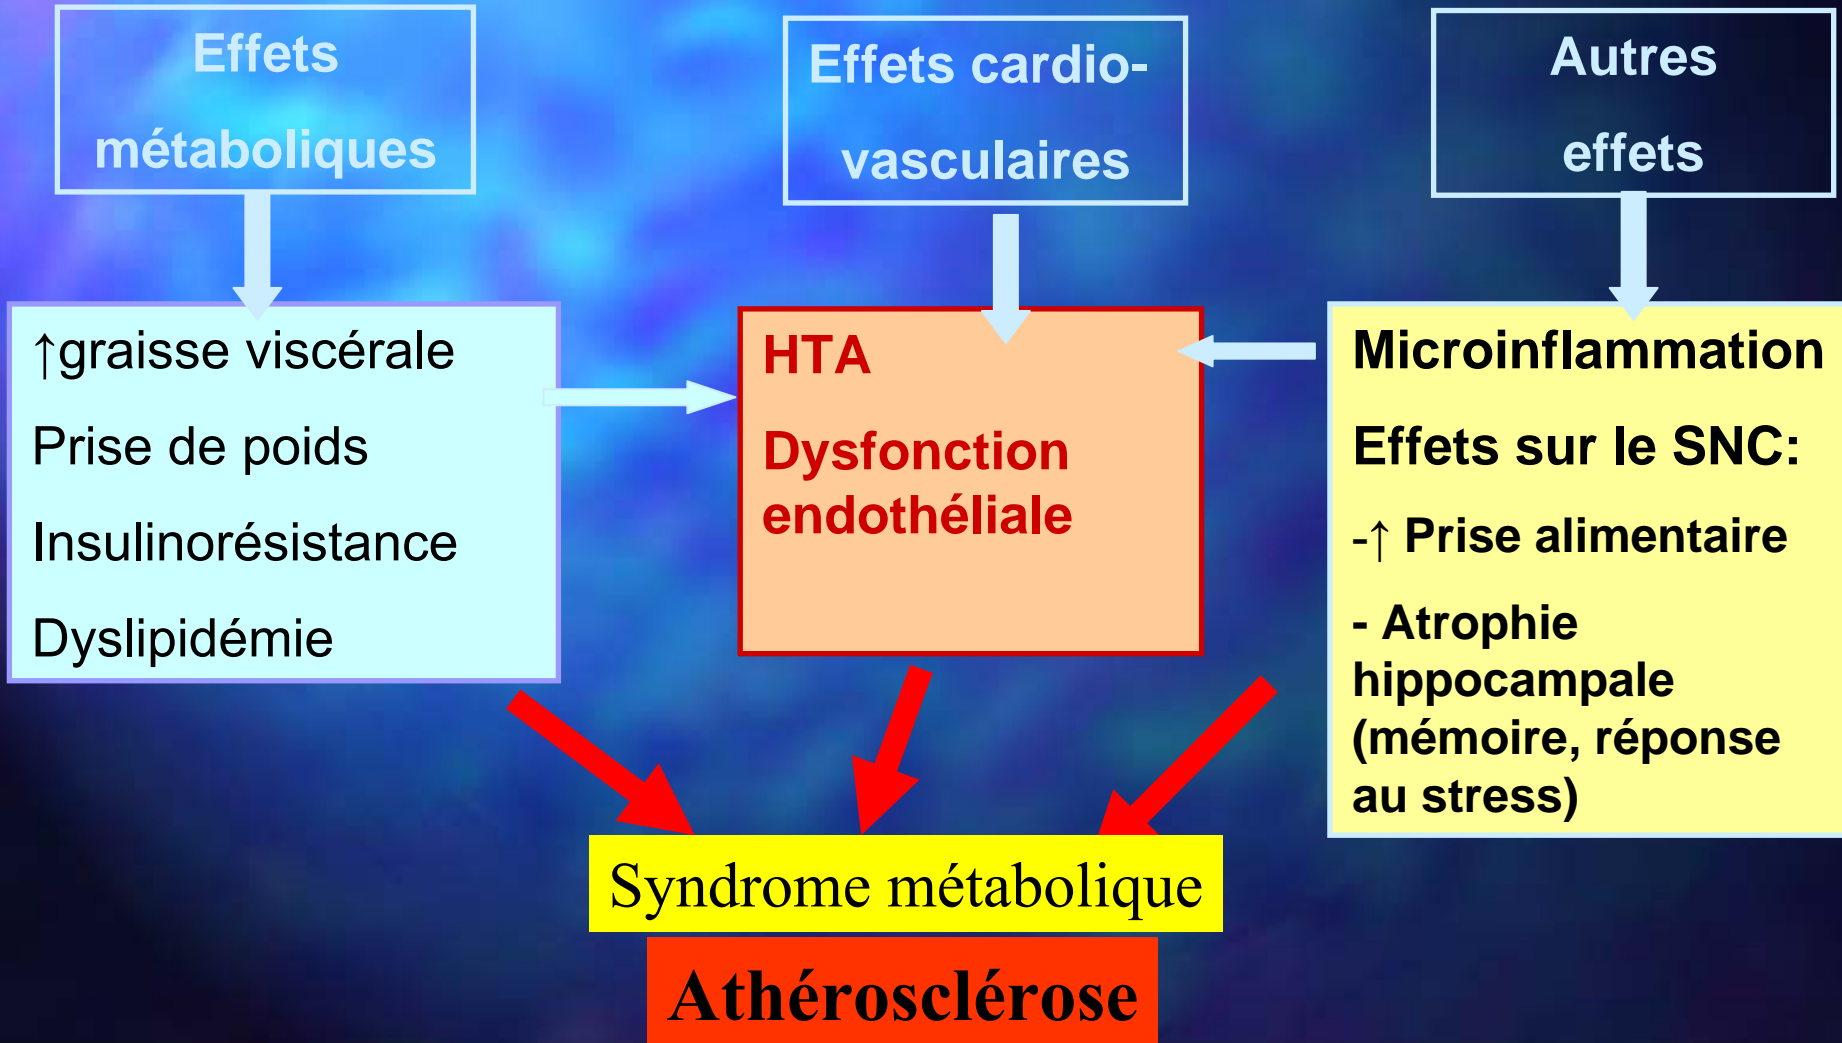 Effets
métaboliques
Effets cardio-
vasculaires
Autres
effets
↑graisse viscérale
Prise de poids
Insulinorésistance
Dyslipidémie
HTA
Dysfonction
endothéliale
Microinflammation
Effets sur le SNC:
-↑ Prise alimentaire
- Atrophie
hippocampale
(mémoire, réponse
au stress)
Syndrome métabolique
Athérosclérose